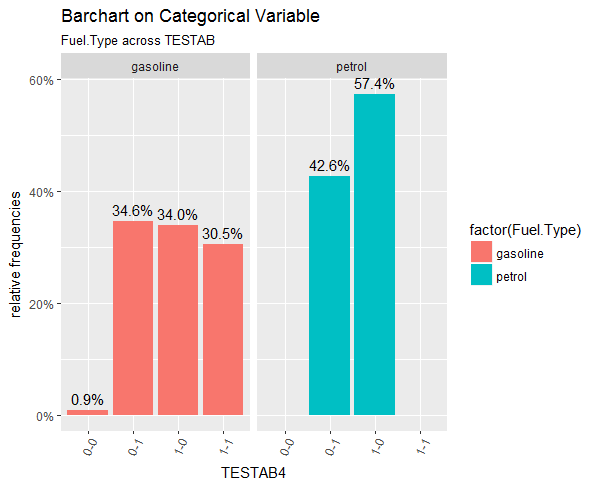 Barchart on Categorical Variable
Fuel.Type across TESTAB
gasoline petrol
60%
40%
20%
0%
relative frequencies
0.9%
34.6%
34.0%
30.5%
42.6%
57.4%
0-0 0-1 1-0 1-1 0-0 0-1 1-0 1-1
TESTAB4
factor(Fuel.Type)
gasoline
petrol